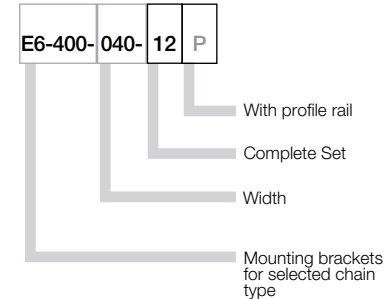 E6-400-040-12 P
With profile rail
Complete Set
Width
Mounting brackets
for selected chain
type